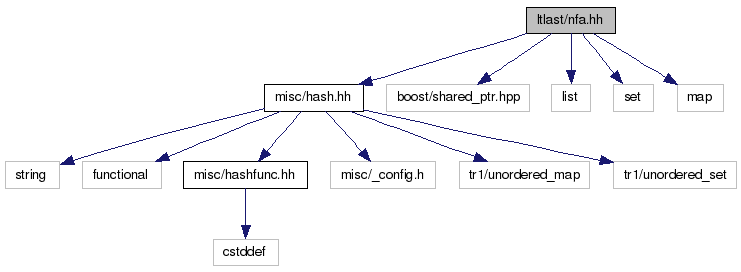 ltlast/nfa.hh
misc/hash.hh
boost/shared_ptr.hpp
list
set
map
string
functional
misc/hashfunc.hh
misc/_config.h
tr1/unordered_map
tr1/unordered_set
cstddef